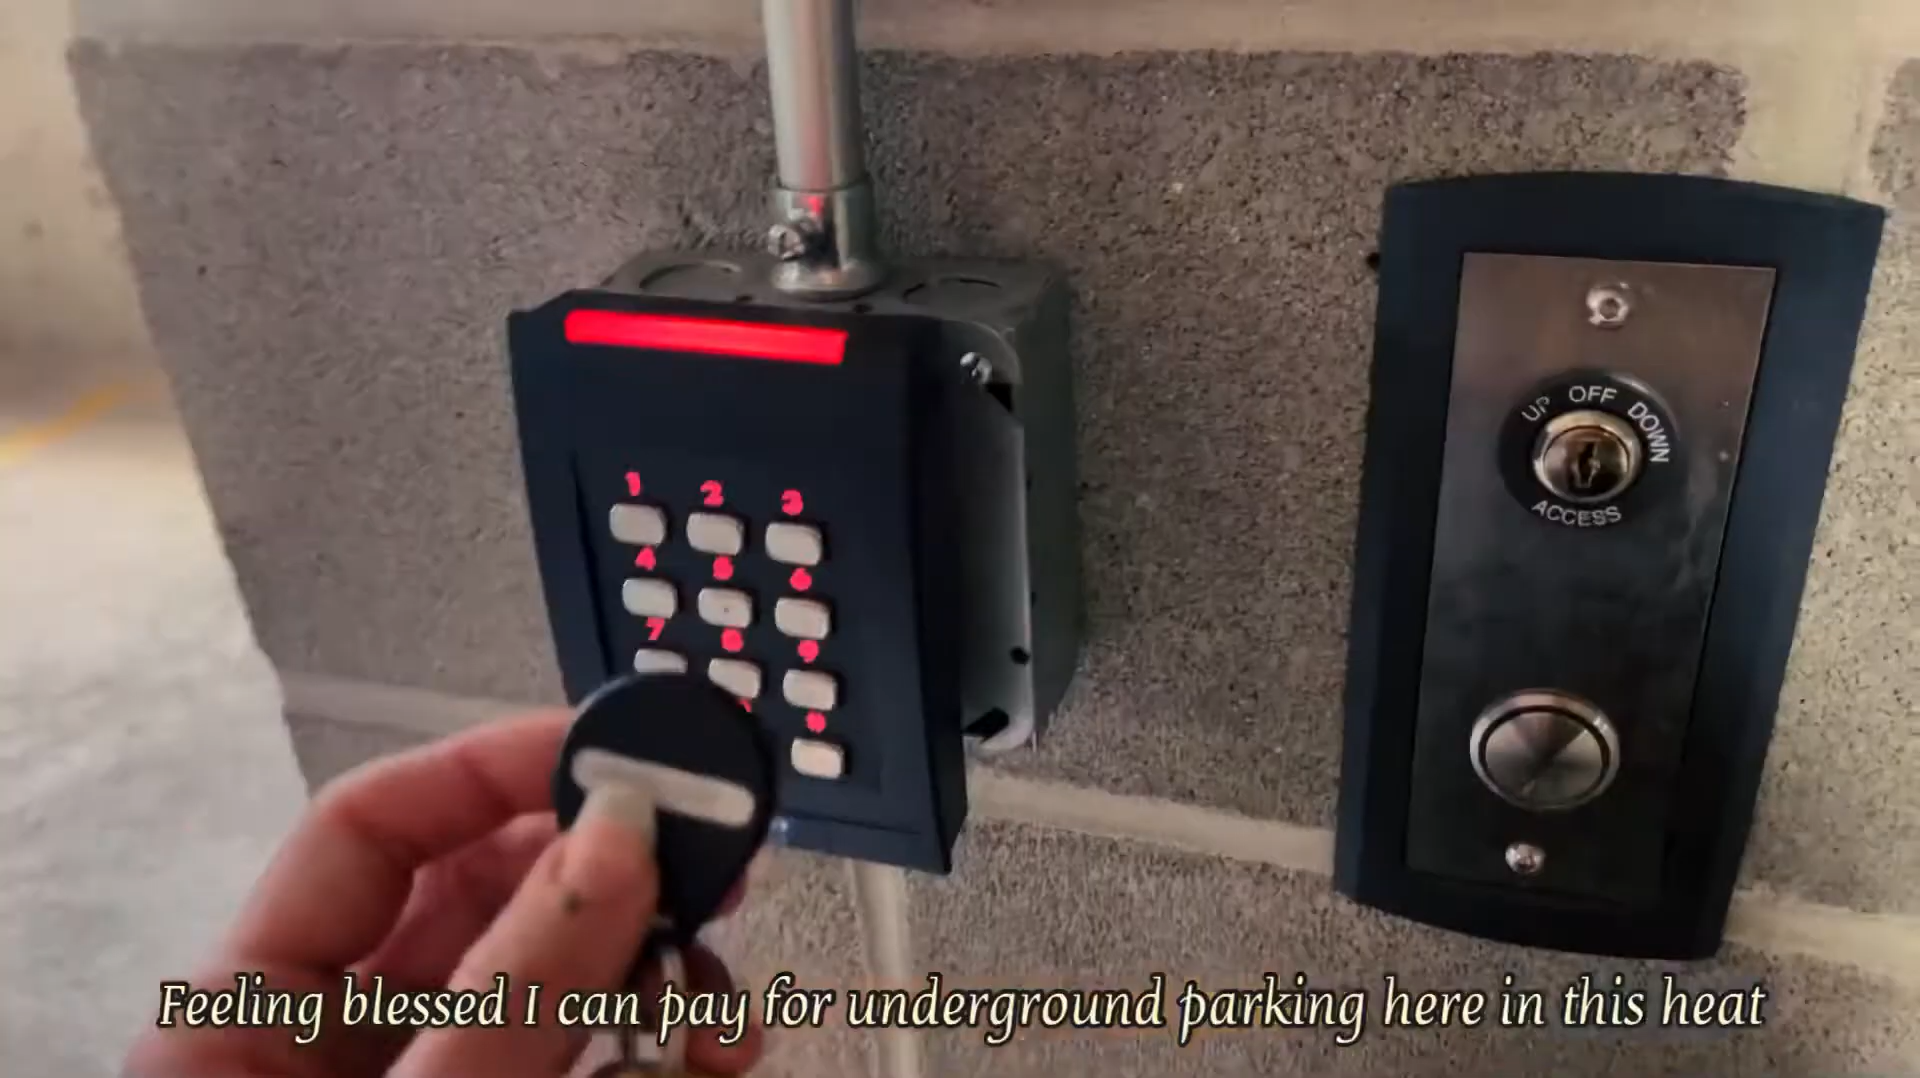 UP OFF DOWN
ACCESS
1 2 3
4 5 6
7 8 9
Feeling blessed I can pay for underground parking here in this heat